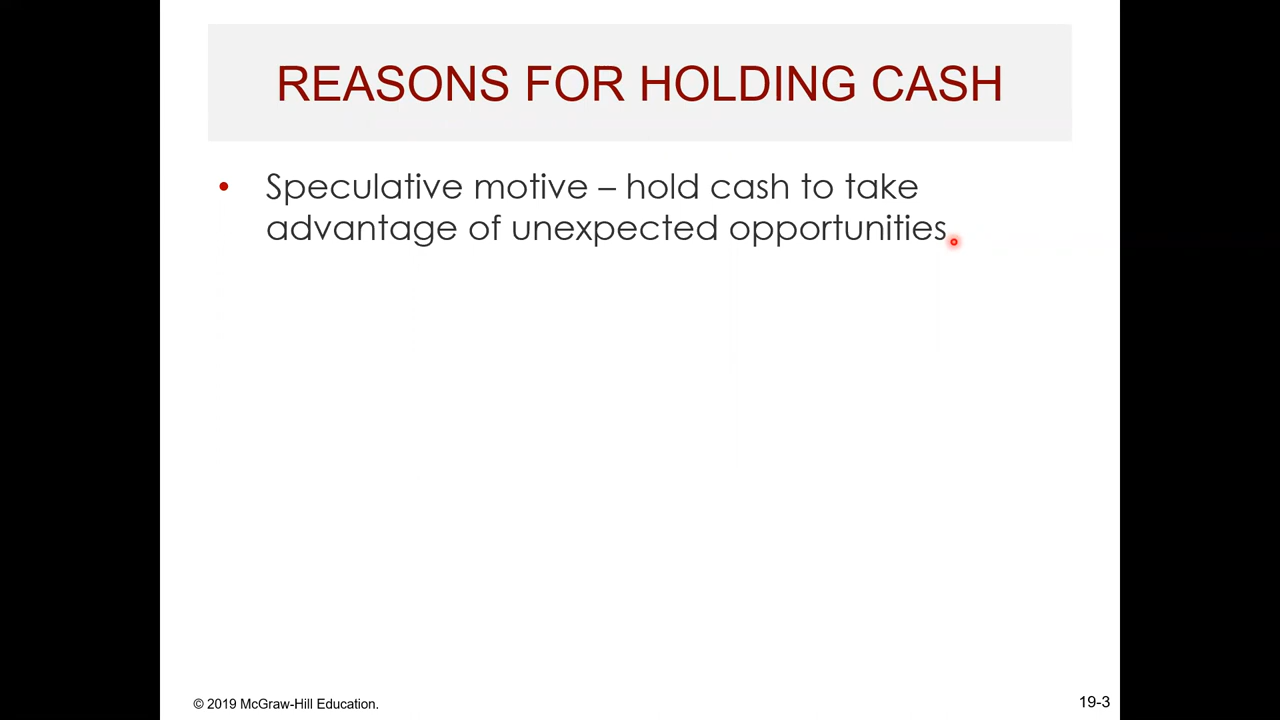 REASONS FOR HOLDING CASH
• Speculative motive – hold cash to take
advantage of unexpected opportunities
© 2019 McGraw-Hill Education.
19-3